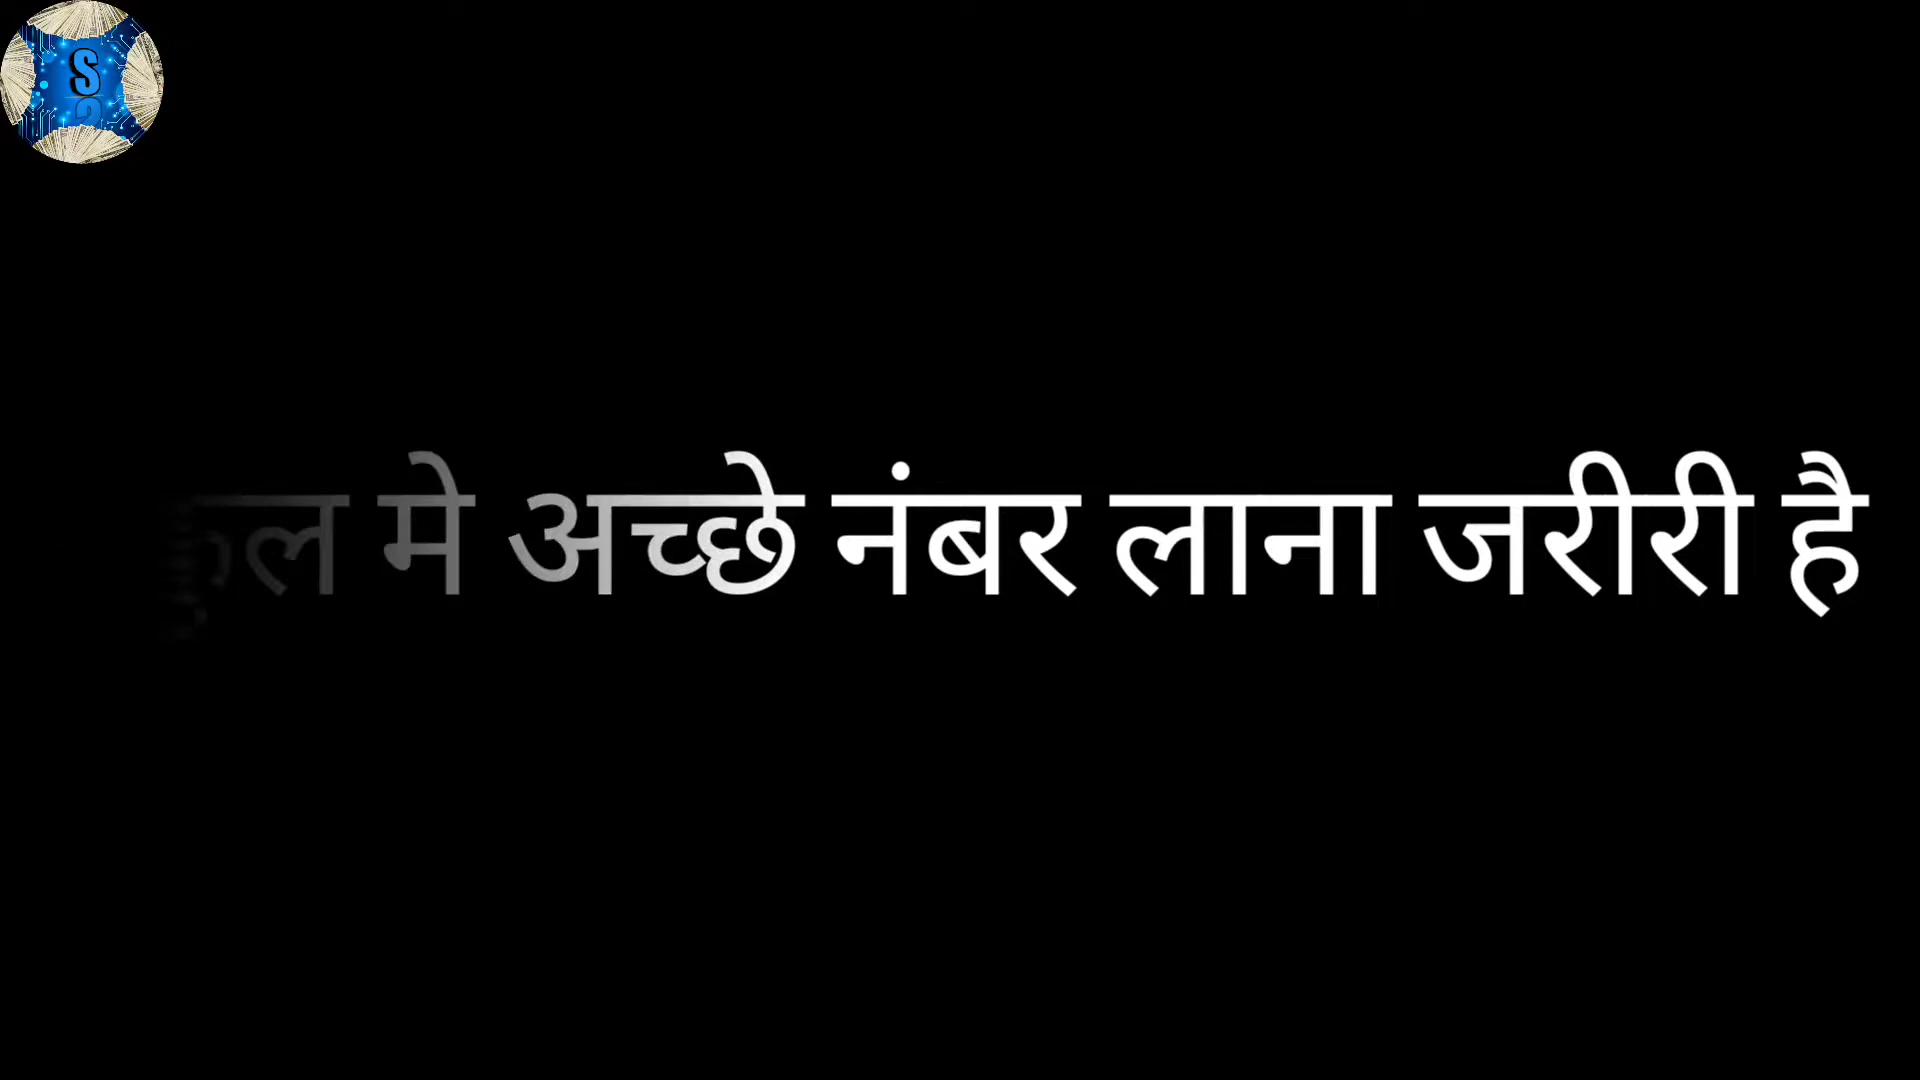 S
मे अच्छे नंबर लाना जरीरी है